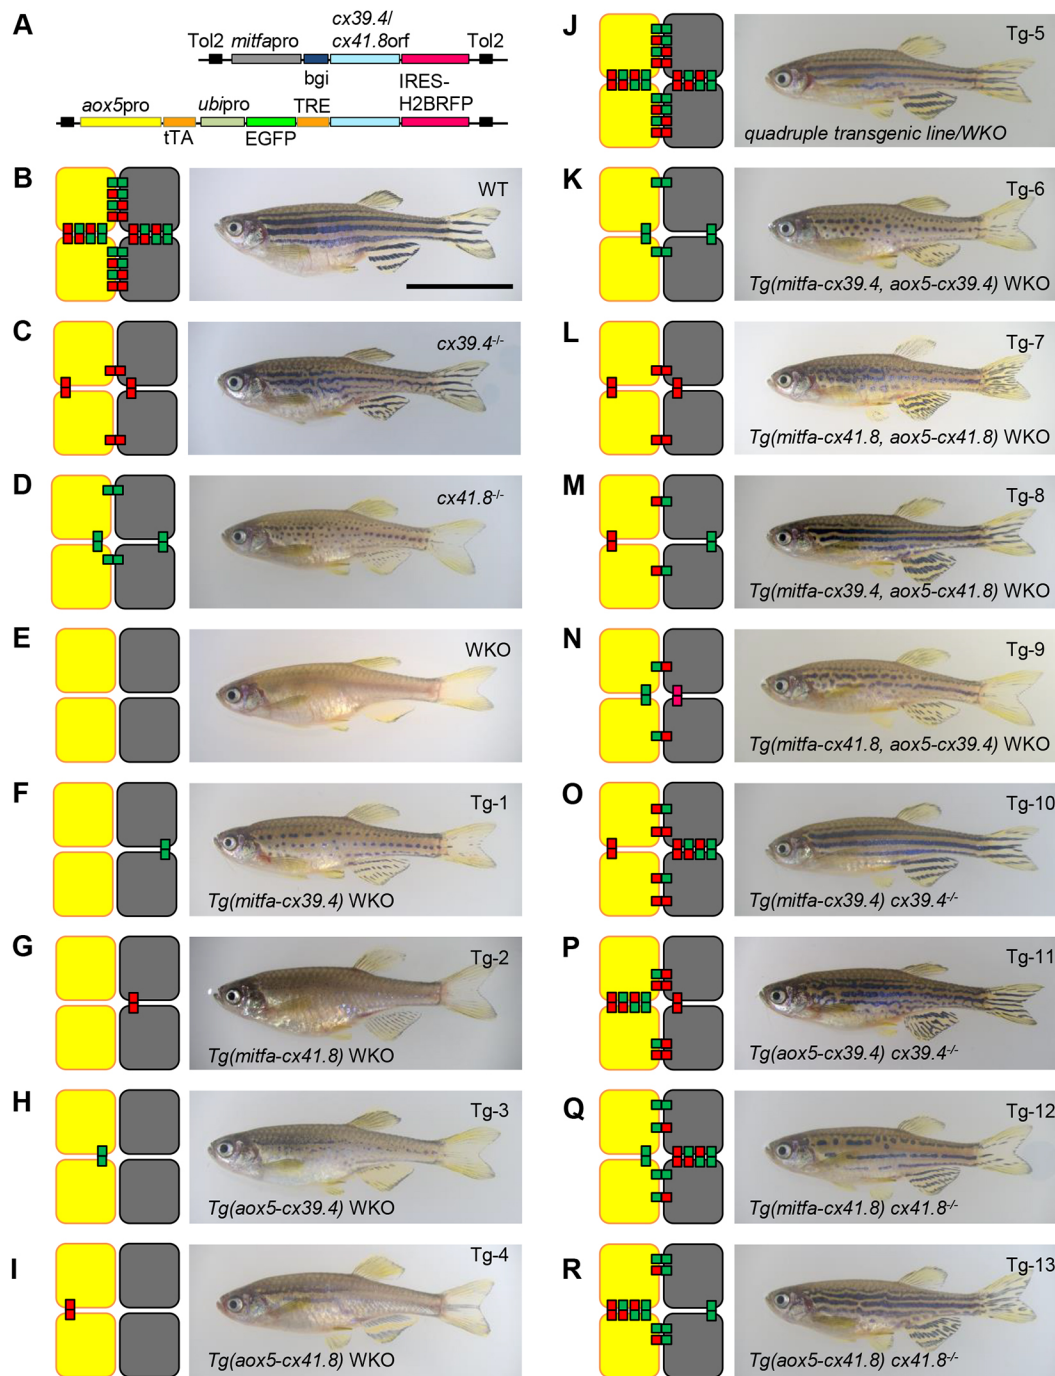 A
cx39.4/
cx41.8orf
Tol2 mitfapro Tol2
bgi IRES-
H2BRFP
aox5pro ubipro TRE
tTA EGFP
B
WT
C
cx39.4-/-
D
cx41.8-/-
E
WKO
F
Tg-1
Tg(mitfa-cx39.4) WKO
G
Tg-2
Tg(mitfa-cx41.8) WKO
H
Tg-3
Tg(aox5-cx39.4) WKO
I
Tg-4
Tg(aox5-cx41.8) WKO
J
Tg-5
quadruple transgenic line/WKO
K
Tg-6
Tg(mitfa-cx39.4, aox5-cx39.4) WKO
L
Tg-7
Tg(mitfa-cx41.8, aox5-cx41.8) WKO
M
Tg-8
Tg(mitfa-cx39.4, aox5-cx41.8) WKO
N
Tg-9
Tg(mitfa-cx41.8, aox5-cx39.4) WKO
O
Tg-10
Tg(mitfa-cx39.4) cx39.4-/-
P
Tg-11
Tg(aox5-cx39.4) cx39.4-/-
Q
Tg-12
Tg(mitfa-cx41.8) cx41.8-/-
R
Tg-13
Tg(aox5-cx41.8) cx41.8-/-